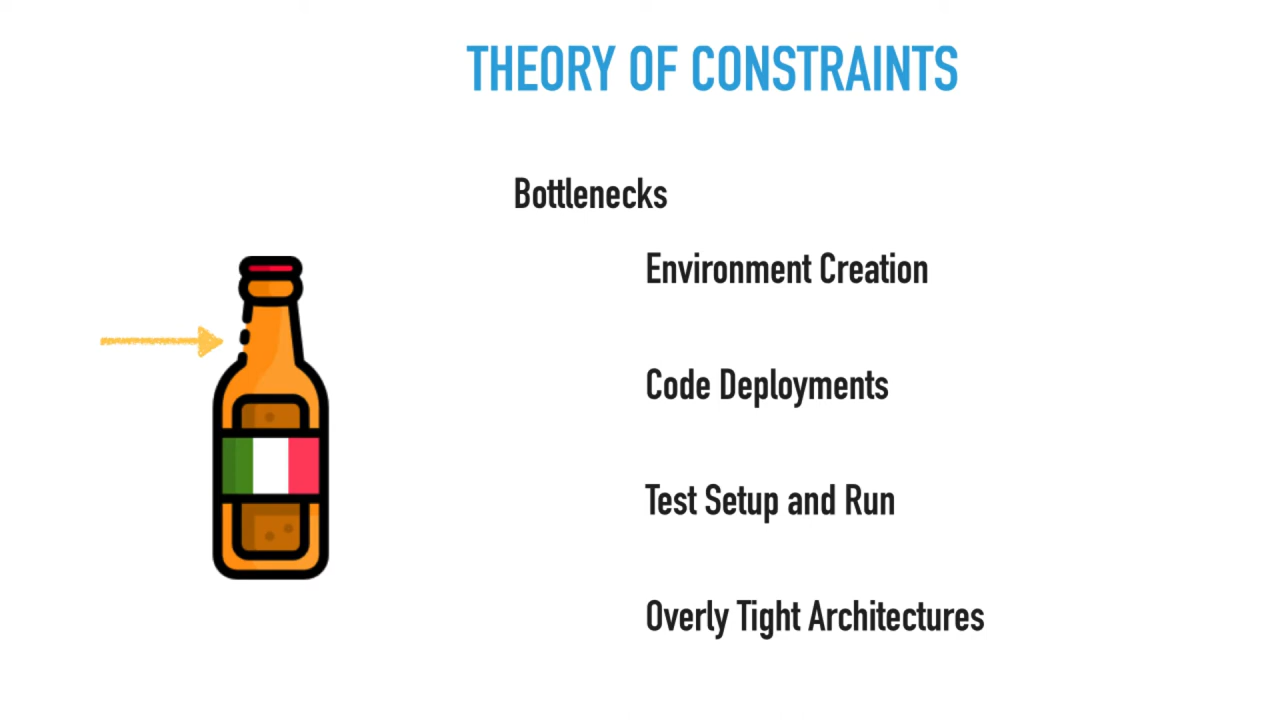 THEORY OF CONSTRAINTS
Bottlenecks
Environment Creation
Code Deployments
Test Setup and Run
Overly Tight Architectures